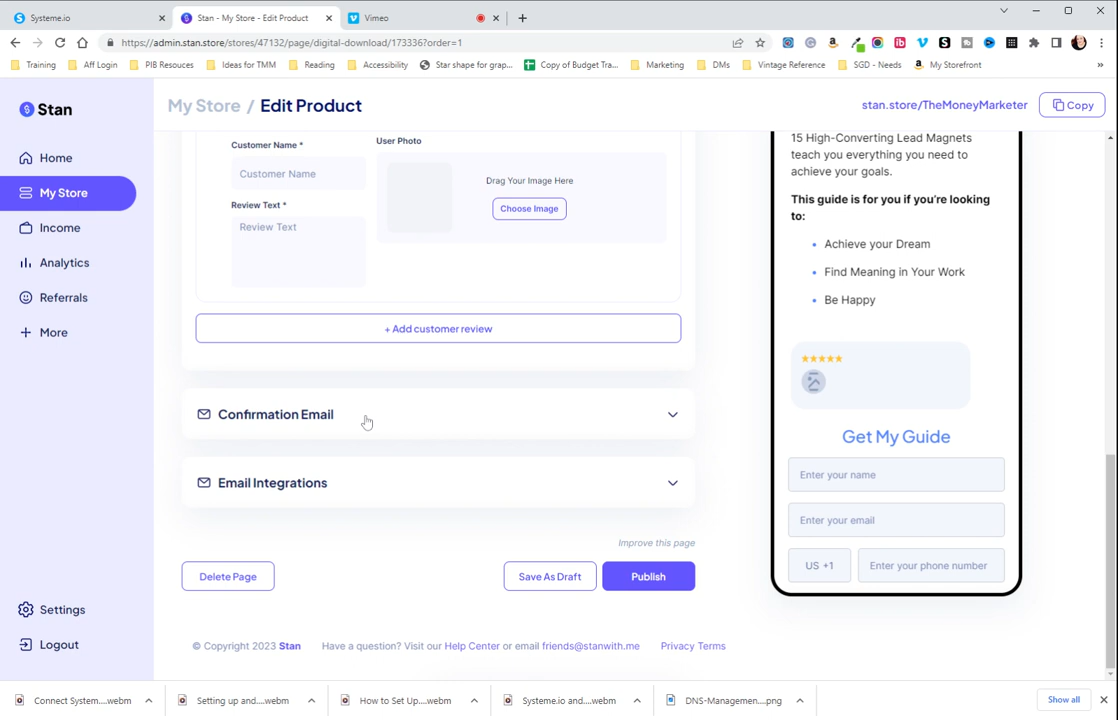 Systeme.io
Stan - My Store - Edit Product
Vimeo
https://admin.stan.store/stores/47132/page/digital-download/173336?order=1
Training
Aff Login
PIB Resouces
Ideas for TMM
Reading
Accessibility
Star shape for grap...
Copy of Budget Tra...
Marketing
DMs
Vintage Reference
SGD - Needs
My Storefront
»
Stan
My Store / Edit Product
stan.store/TheMoneyMarketer
Copy
Home
My Store
Income
Analytics
Referrals
More
Settings
Logout
Customer Name *
Customer Name
Review Text *
Review Text
User Photo
Drag Your Image Here
Choose Image
+ Add customer review
Confirmation Email
Email Integrations
Improve this page
Delete Page
Save As Draft
Publish
© Copyright 2023 Stan
Have a question? Visit our Help Center or email friends@stanwith.me
Privacy Terms
15 High-Converting Lead Magnets
teach you everything you need to
achieve your goals.
This guide is for you if you're looking
to:
• Achieve your Dream
• Find Meaning in Your Work
• Be Happy
Get My Guide
Enter your name
Enter your email
US +1
Enter your phone number
Connect System....webm
Setting up and....webm
How to Set Up....webm
Systeme.io and....webm
DNS-Managemen....png
Show all